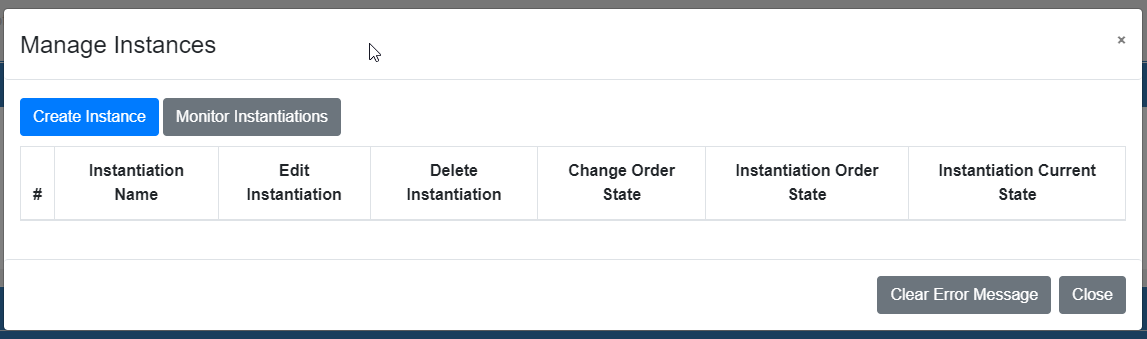 Manage Instances
×
Create Instance Monitor Instantiations
# Instantiation Name Edit Instantiation Delete Instantiation Change Order State Instantiation Order State Instantiation Current State
Clear Error Message Close